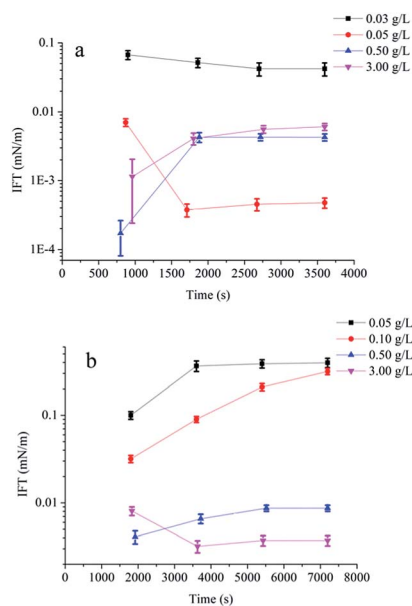 0.03 g/L
0.05 g/L
0.50 g/L
3.00 g/L
a
0.1
0.01
1E-3
1E-4
IFT (mN/m)
0 500 1000 1500 2000 2500 3000 3500 4000
Time (s)
0.05 g/L
0.10 g/L
0.50 g/L
3.00 g/L
b
0.1
0.01
IFT (mN/m)
0 1000 2000 3000 4000 5000 6000 7000 8000
Time (s)